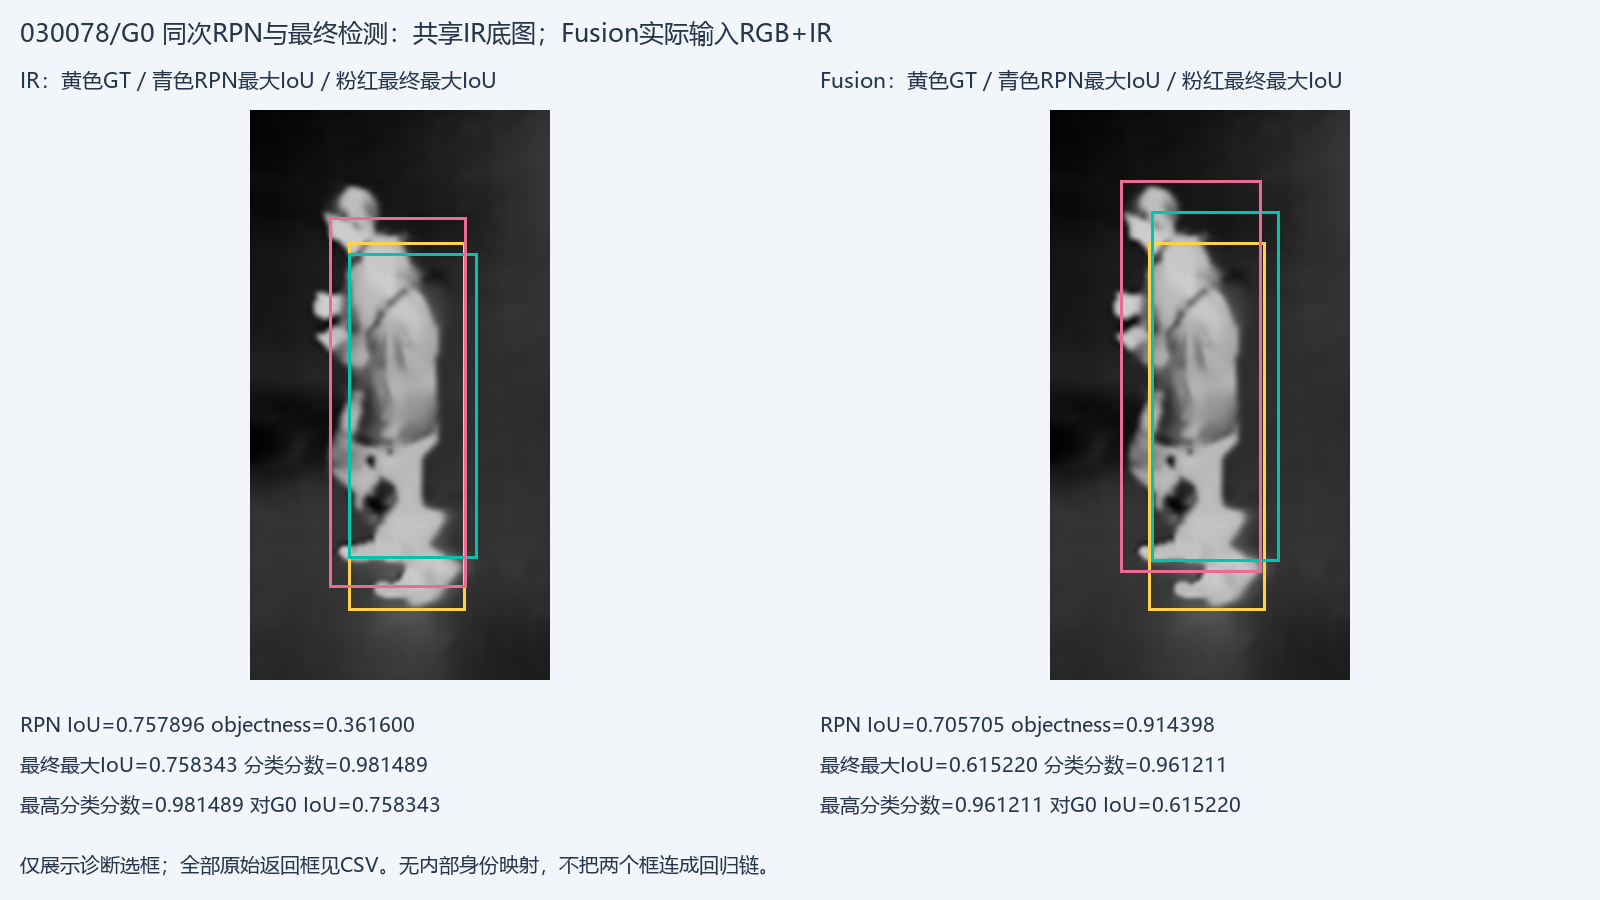 030078/G0 同次RPN与最终检测：共享IR底图；Fusion实际输入RGB+IR
IR：黄色GT / 青色RPN最大IoU / 粉红最终最大IoU
Fusion：黄色GT / 青色RPN最大IoU / 粉红最终最大IoU
RPN IoU=0.757896 objectness=0.361600
最终最大IoU=0.758343 分类分数=0.981489
最高分类分数=0.981489 对G0 IoU=0.758343
RPN IoU=0.705705 objectness=0.914398
最终最大IoU=0.615220 分类分数=0.961211
最高分类分数=0.961211 对G0 IoU=0.615220
仅展示诊断选框；全部原始返回框见CSV。无内部身份映射，不把两个框连成回归链。